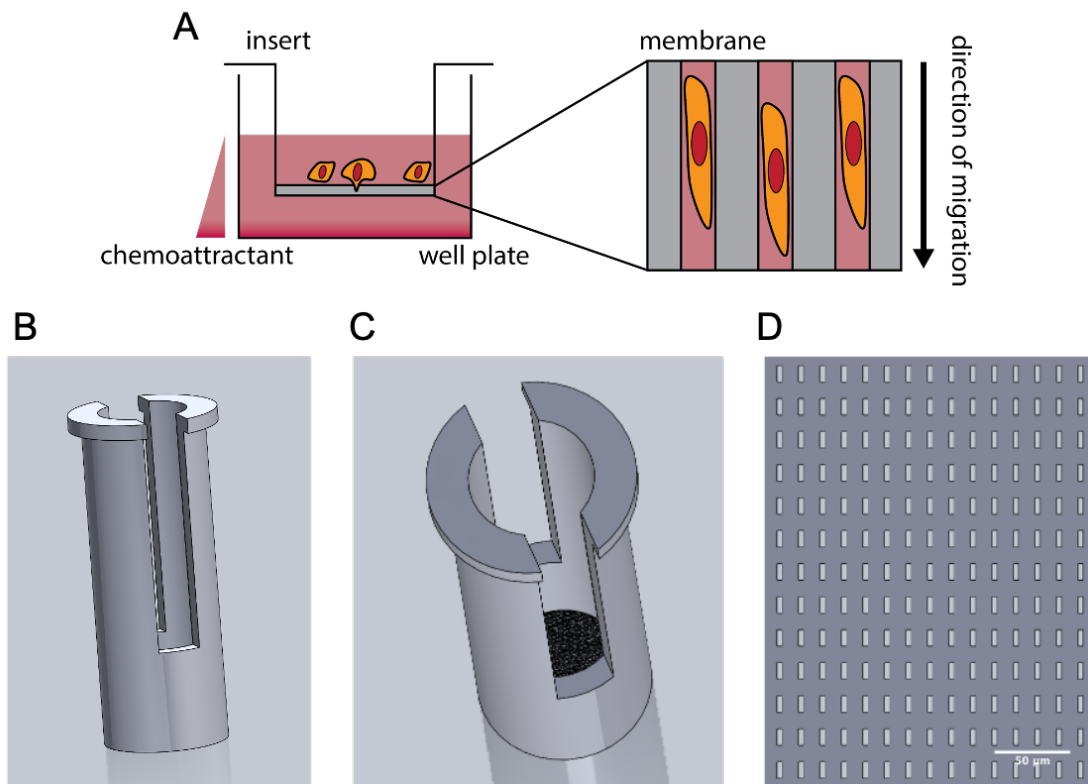 A
insert
membrane
direction of migration
chemoattractant
well plate
B
C
D
50 µm